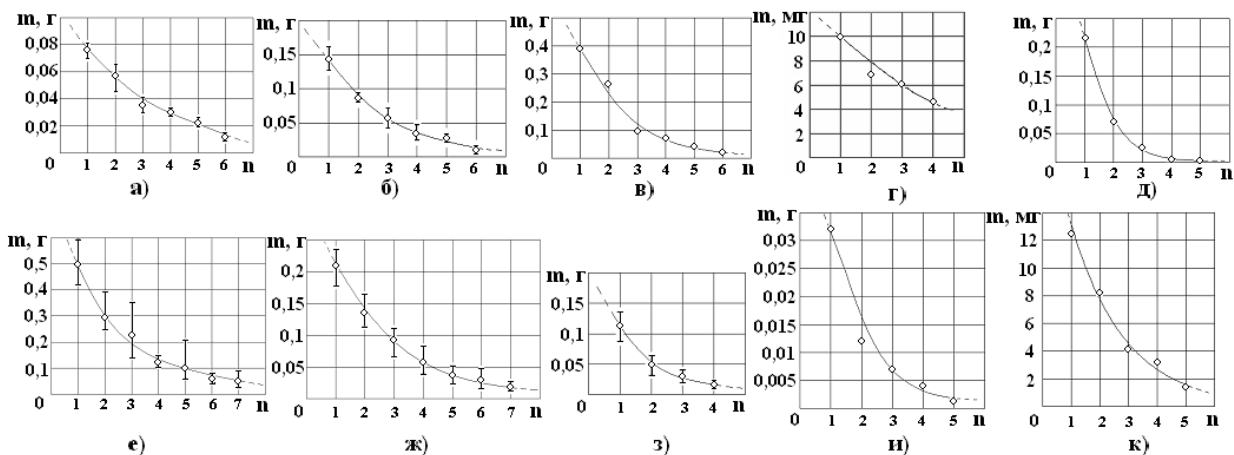 m, г
0,08
0,06
0,04
0,02
0
1 2 3 4 5 6 n
а)
m, г
0,15
0,1
0,05
0
1 2 3 4 5 6 n
б)
m, г
0,4
0,3
0,2
0,1
0
1 2 3 4 5 6 n
в)
m, мг
10
8
6
4
2
0
1 2 3 4 n
г)
m, г
0,2
0,15
0,1
0,05
0
1 2 3 4 5 n
д)
m, г
0,5
0,35
0,3
0,2
0,1
0
1 2 3 4 5 6 7 n
е)
m, г
0,2
0,15
0,1
0,05
0
1 2 3 4 5 6 7 n
ж)
m, г
0,15
0,1
0,05
0
1 2 3 4 n
з)
m, г
0,03
0,025
0,02
0,015
0,01
0,005
0
1 2 3 4 5 n
и)
m, мг
12
10
8
6
4
2
0
1 2 3 4 5 n
к)